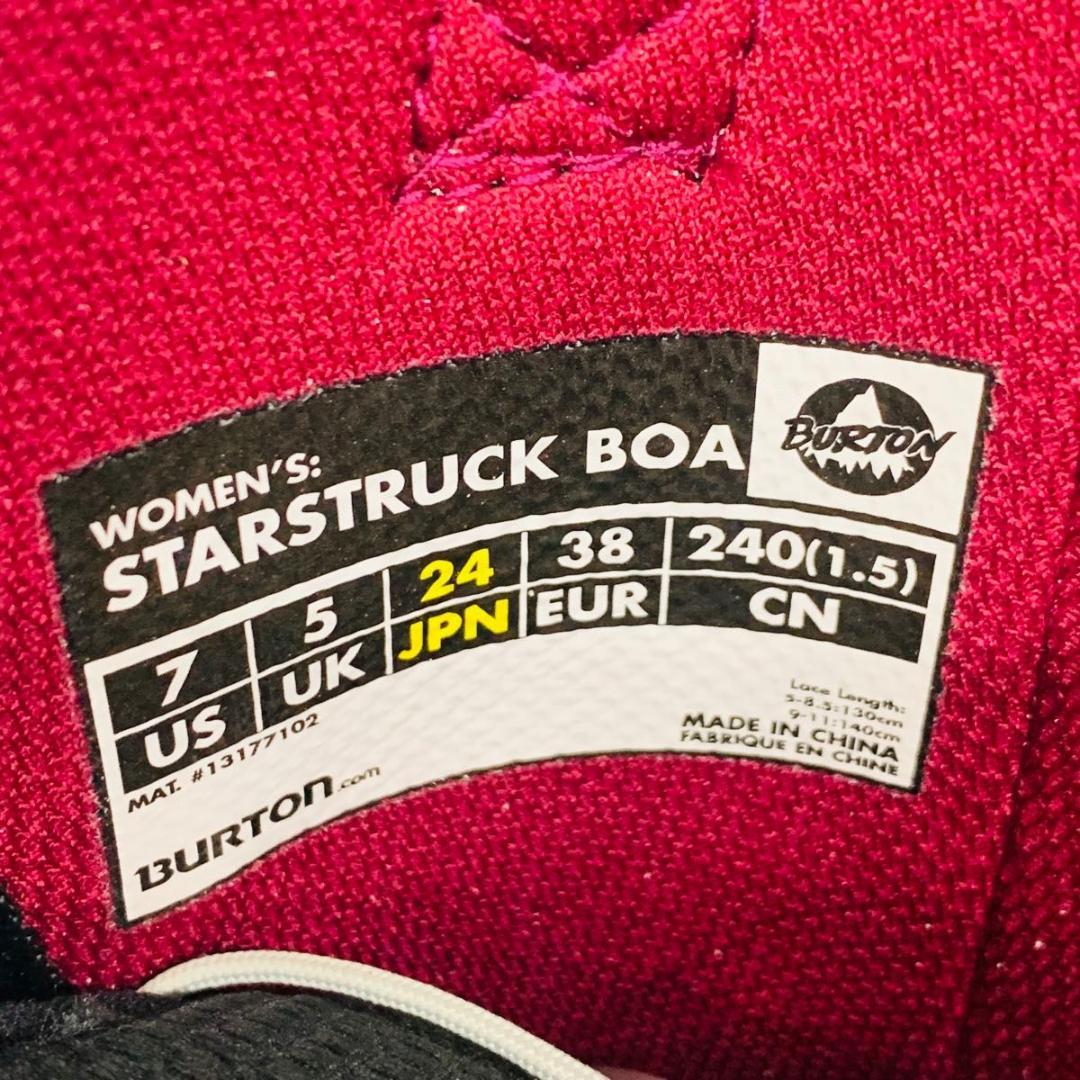 WOMEN'S:
STARSTRUCK BOA
BURTON
7 5 24 38 240(1.5)
US UK JPN EUR CN
MAT. #13177102
Lace Length:
5-8.5:130cm
9-11:140cm
MADE IN CHINA
FABRIQUE EN CHINE
BURTON.com